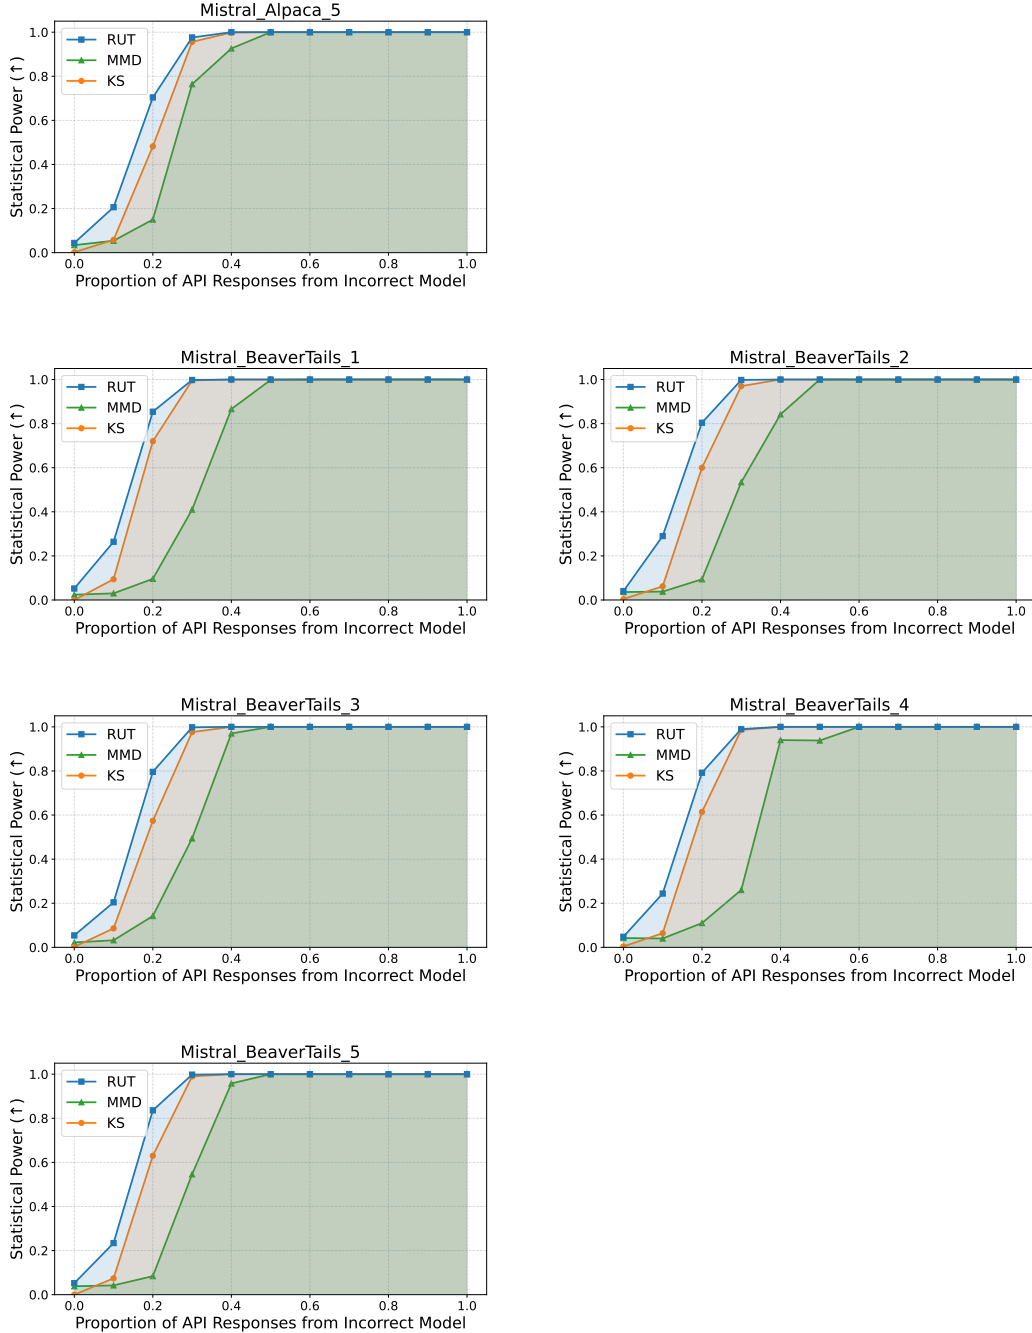 Mistral_Alpaca_5
Statistical Power (↑)
1.0
0.8
0.6
0.4
0.2
0.0
RUT
MMD
KS
0.0 0.2 0.4 0.6 0.8 1.0
Proportion of API Responses from Incorrect Model
Mistral_BeaverTails_1
Statistical Power (↑)
1.0
0.8
0.6
0.4
0.2
0.0
RUT
MMD
KS
0.0 0.2 0.4 0.6 0.8 1.0
Proportion of API Responses from Incorrect Model
Mistral_BeaverTails_2
Statistical Power (↑)
1.0
0.8
0.6
0.4
0.2
0.0
RUT
MMD
KS
0.0 0.2 0.4 0.6 0.8 1.0
Proportion of API Responses from Incorrect Model
Mistral_BeaverTails_3
Statistical Power (↑)
1.0
0.8
0.6
0.4
0.2
0.0
RUT
MMD
KS
0.0 0.2 0.4 0.6 0.8 1.0
Proportion of API Responses from Incorrect Model
Mistral_BeaverTails_4
Statistical Power (↑)
1.0
0.8
0.6
0.4
0.2
0.0
RUT
MMD
KS
0.0 0.2 0.4 0.6 0.8 1.0
Proportion of API Responses from Incorrect Model
Mistral_BeaverTails_5
Statistical Power (↑)
1.0
0.8
0.6
0.4
0.2
0.0
RUT
MMD
KS
0.0 0.2 0.4 0.6 0.8 1.0
Proportion of API Responses from Incorrect Model